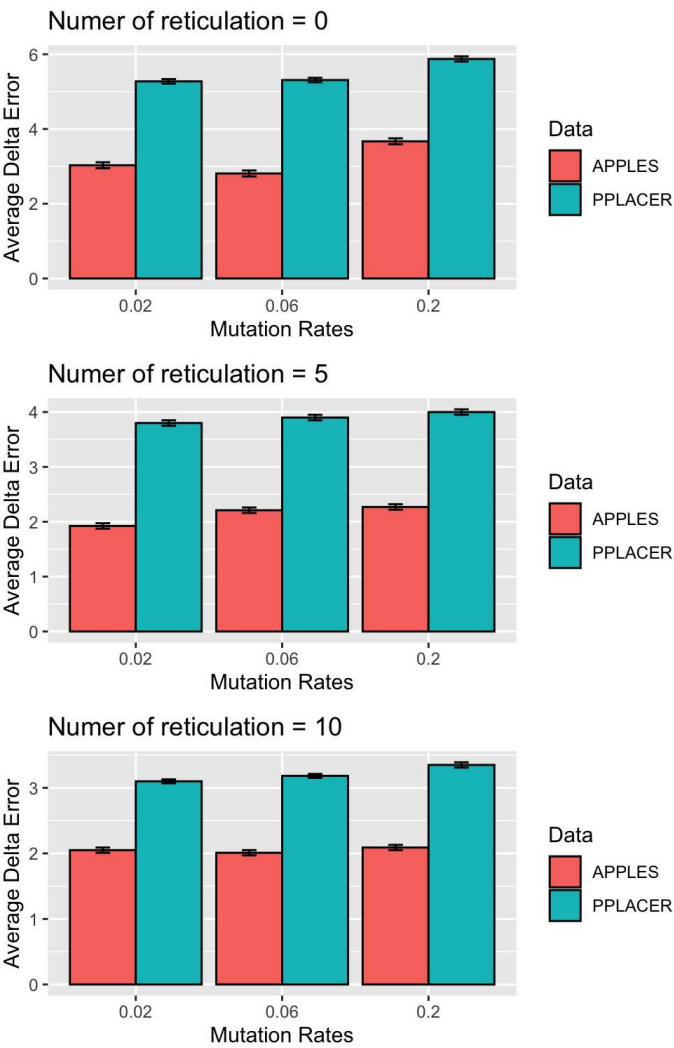 Numer of reticulation = 0
Average Delta Error
6
4
2
0
0.02
0.06
0.2
Mutation Rates
Data
APPLES
PPLACER
Numer of reticulation = 5
Average Delta Error
4
3
2
1
0
0.02
0.06
0.2
Mutation Rates
Data
APPLES
PPLACER
Numer of reticulation = 10
Average Delta Error
3
2
1
0
0.02
0.06
0.2
Mutation Rates
Data
APPLES
PPLACER